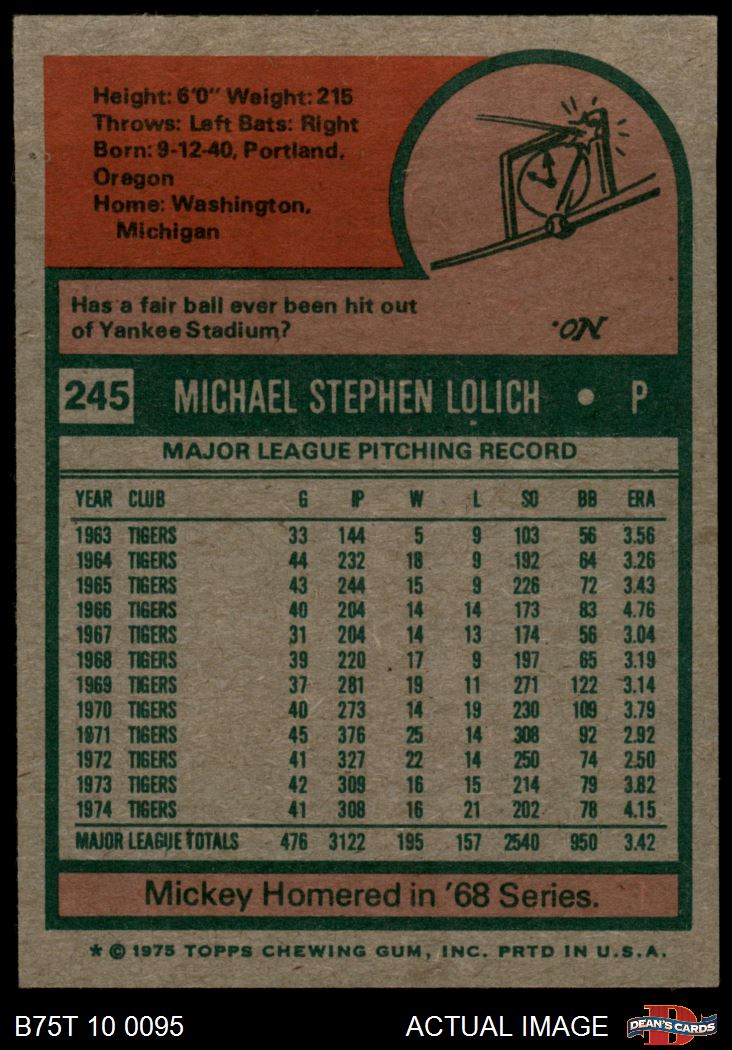 Height: 6'0" Weight: 215
Throws: Left Bats: Right
Born: 9-12-40, Portland,
Oregon
Home: Washington,
Michigan
Has a fair ball ever been hit out
of Yankee Stadium?
No.
245 MICHAEL STEPHEN LOLICH • P
MAJOR LEAGUE PITCHING RECORD
YEAR CLUB G IP W L SO BB ERA
1963 TIGERS 33 144 5 9 103 56 3.56
1964 TIGERS 44 232 18 9 192 64 3.26
1965 TIGERS 43 244 15 9 226 72 3.43
1966 TIGERS 40 204 14 14 173 83 4.76
1967 TIGERS 31 204 14 13 174 56 3.04
1968 TIGERS 39 220 17 9 197 65 3.19
1969 TIGERS 37 281 19 11 271 122 3.14
1970 TIGERS 40 273 14 19 230 109 3.79
1971 TIGERS 45 376 25 14 308 92 2.92
1972 TIGERS 41 327 22 14 250 74 2.50
1973 TIGERS 42 309 16 15 214 79 3.82
1974 TIGERS 41 308 16 21 202 78 4.15
MAJOR LEAGUE TOTALS 476 3122 195 157 2540 950 3.42
Mickey Homered in '68 Series.
* © 1975 TOPPS CHEWING GUM, INC. PRTD IN U.S.A.
B75T 10 0095 ACTUAL IMAGE DEAN'S CARDS